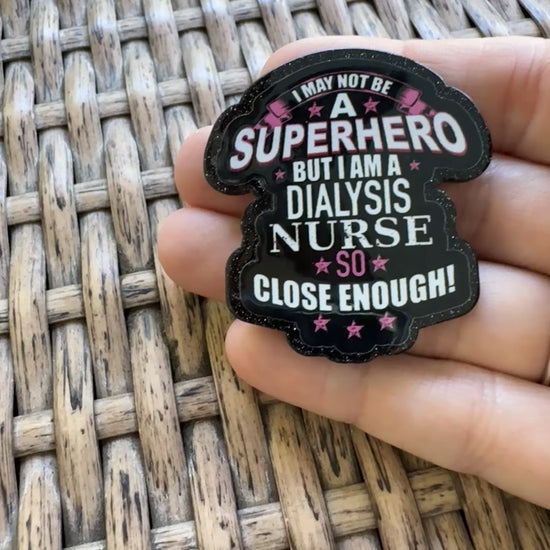 I MAY NOT BE
A
SUPERHERO
BUT I AM A
DIALYSIS
NURSE
SO
CLOSE ENOUGH!